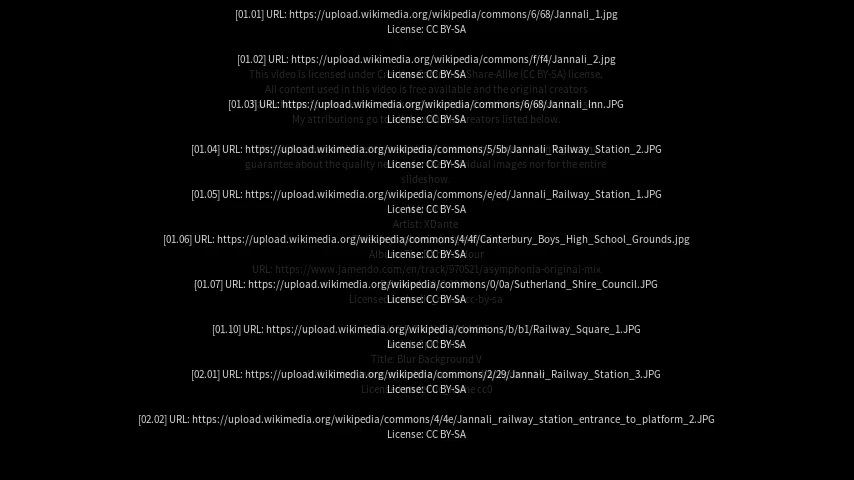 [01.01] URL: https://upload.wikimedia.org/wikipedia/commons/6/68/Jannali_1.jpg
License: CC BY-SA
[01.02] URL: https://upload.wikimedia.org/wikipedia/commons/f/f4/Jannali_2.jpg
This video is licensed under Share-Alike (CC BY-SA) license.
License: CC BY-SA
All content used in this video is free available and the original creators
[01.03] URL: https://upload.wikimedia.org/wikipedia/commons/6/68/Jannali_Inn.JPG
My attributions go to creators listed below.
License: CC BY-SA
[01.04] URL: https://upload.wikimedia.org/wikipedia/commons/5/5b/Jannali_Railway_Station_2.JPG
guarantee about the quality images nor for the entire
License: CC BY-SA
slideshow.
[01.05] URL: https://upload.wikimedia.org/wikipedia/commons/e/ed/Jannali_Railway_Station_1.JPG
License: CC BY-SA
Artist: XDante
[01.06] URL: https://upload.wikimedia.org/wikipedia/commons/4/4f/Canterbury_Boys_High_School_Grounds.jpg
License: CC BY-SA
URL: https://www.jamendo.com/en/track/970521/asymphonia-original-mix
[01.07] URL: https://upload.wikimedia.org/wikipedia/commons/0/0a/Sutherland_Shire_Council.JPG
License: CC BY-SA
[01.10] URL: https://upload.wikimedia.org/wikipedia/commons/b/b1/Railway_Square_1.JPG
License: CC BY-SA
Title: Blur Background V
[02.01] URL: https://upload.wikimedia.org/wikipedia/commons/2/29/Jannali_Railway_Station_3.JPG
License: CC BY-SA
[02.02] URL: https://upload.wikimedia.org/wikipedia/commons/4/4e/Jannali_railway_station_entrance_to_platform_2.JPG
License: CC BY-SA